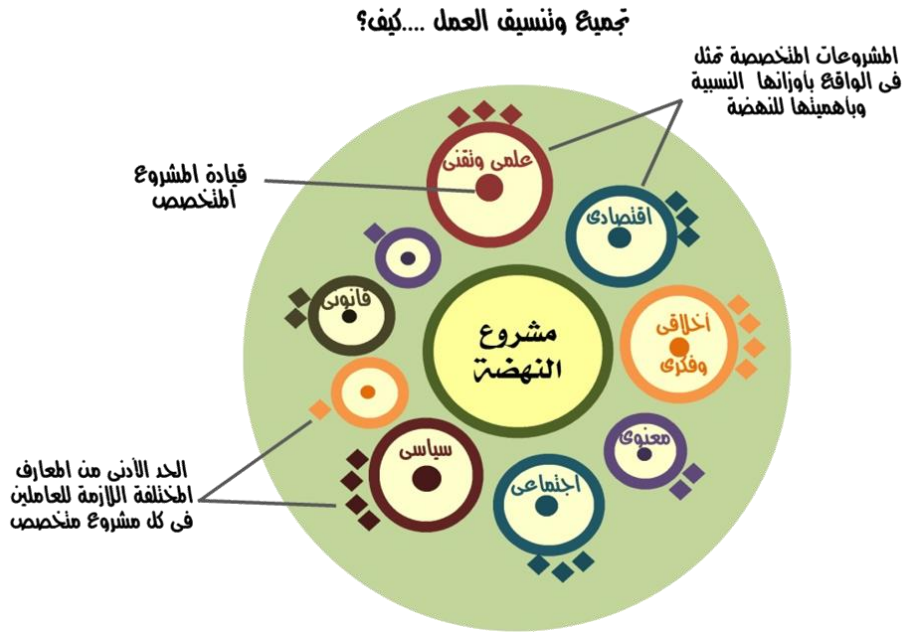 تجميع وتنسيق العمل ....كيف؟
المشروعات المتخصصة تمثل
فى الواقع بأوزانها النسبية
وبأهميتها للنهضة
علمى وتقنى
قيادة المشروع
المتخصص
اقتصادى
قانونى
أخلاقى
وفكرى
مشروع
النهضة
معنوى
سياسى
اجتماعى
الحد الأدنى من المعارف
المختلفة اللازمة للعاملين
فى كل مشروع متخصص